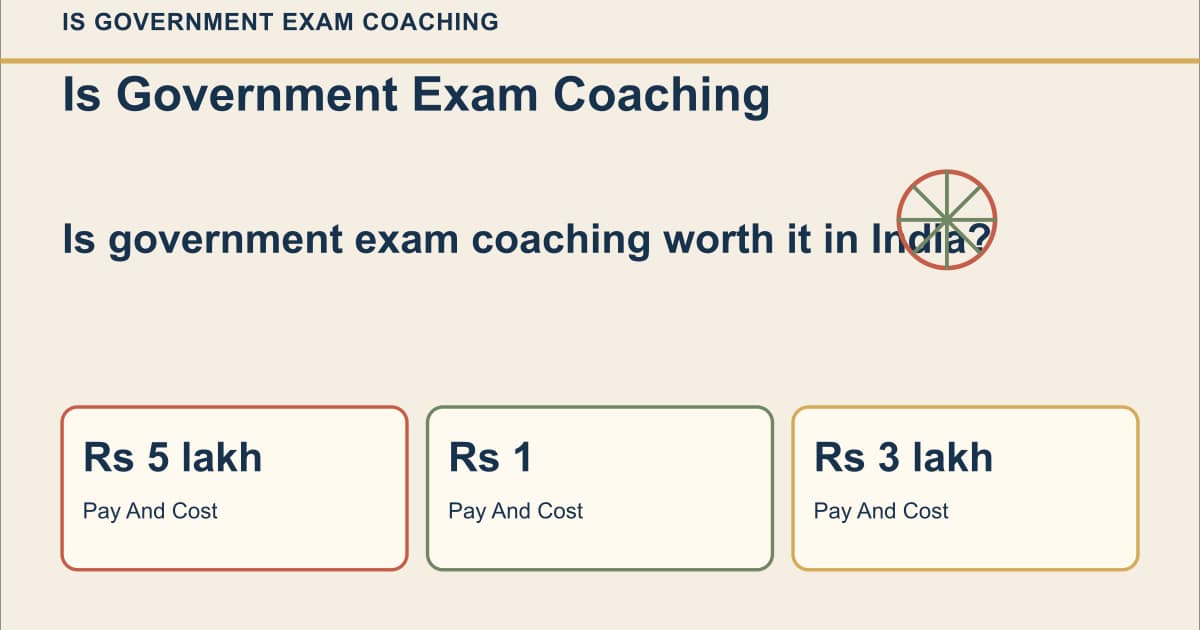 IS GOVERNMENT EXAM COACHING
Is Government Exam Coaching
Is government exam coaching worth it in India?
Rs 5 lakh
Pay And Cost
Rs 1
Pay And Cost
Rs 3 lakh
Pay And Cost